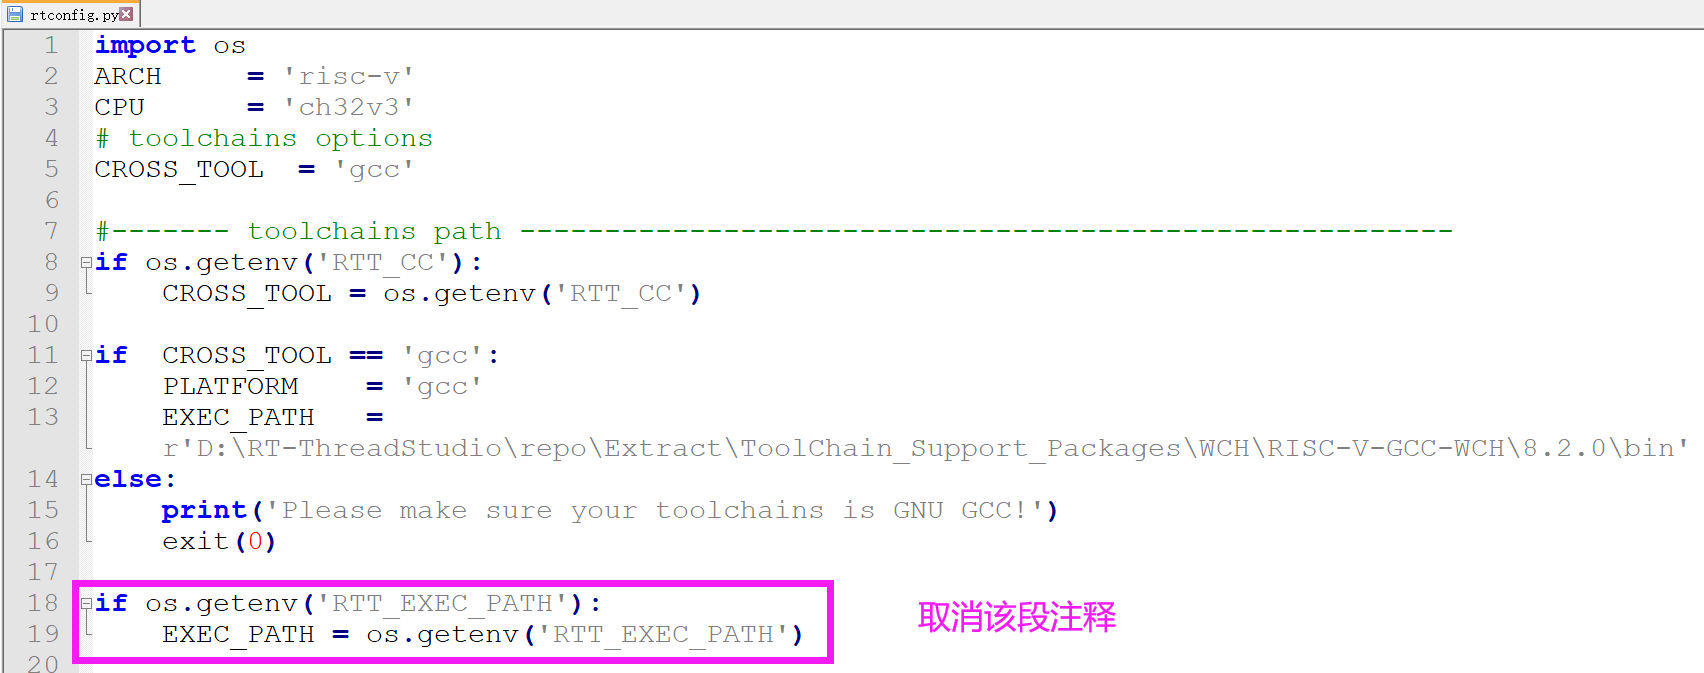 rtconfig.py
1 import os
2 ARCH     = 'risc-v'
3 CPU      = 'ch32v3'
4 # toolchains options
5 CROSS_TOOL  = 'gcc'
6
7 #------- toolchains path -------------------------------------------------------
8 if os.getenv('RTT_CC'):
9     CROSS_TOOL = os.getenv('RTT_CC')
10
11 if  CROSS_TOOL == 'gcc':
12     PLATFORM    = 'gcc'
13     EXEC_PATH   =
r'D:\RT-ThreadStudio\repo\Extract\ToolChain_Support_Packages\WCH\RISC-V-GCC-WCH\8.2.0\bin'
14 else:
15     print('Please make sure your toolchains is GNU GCC!')
16     exit(0)
17
18 if os.getenv('RTT_EXEC_PATH'):
19     EXEC_PATH = os.getenv('RTT_EXEC_PATH')
取消该段注释
20